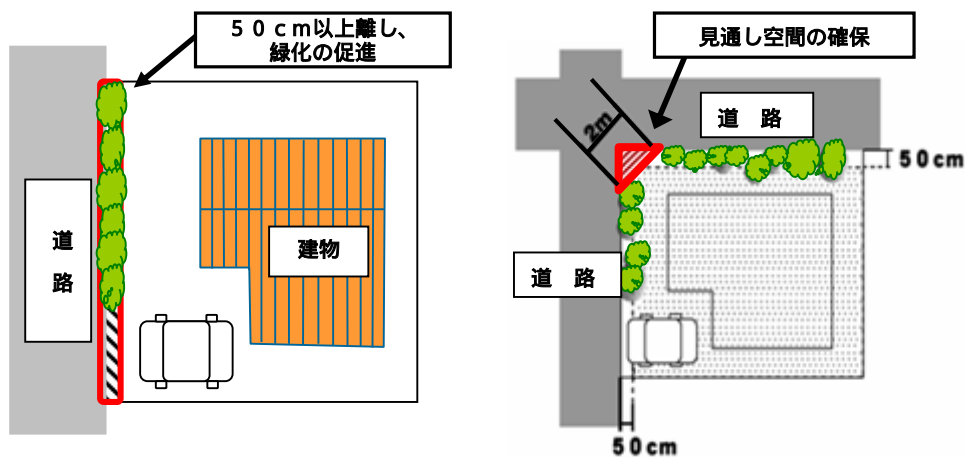 ５０ｃｍ以上離し、
緑化の促進
道
路
建物
見通し空間の確保
2m
道　路
50cm
道　路
50cm